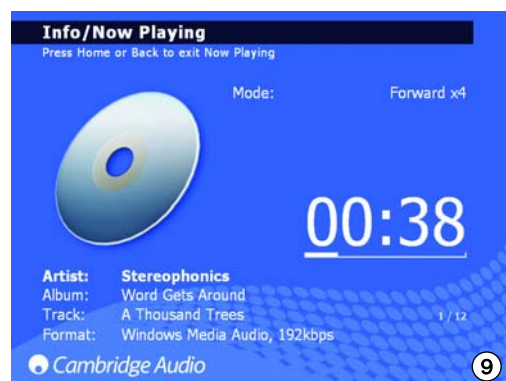 Info/Now Playing
Press Home or Back to exit Now Playing
Mode: Forward x4
00:38
Artist: Stereophonics
Album: Word Gets Around
Track: A Thousand Trees 1 / 12
Format: Windows Media Audio, 192kbps
Cambridge Audio
9